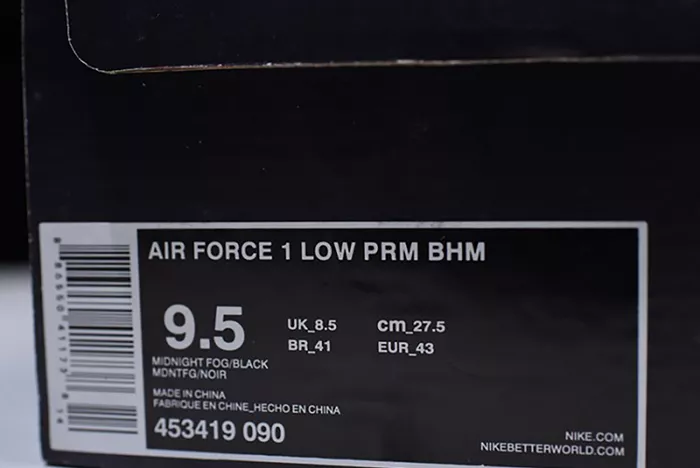 AIR FORCE 1 LOW PRM BHM
9.5
UK_8.5 cm_27.5
BR_41 EUR_43
MIDNIGHT FOG/BLACK
MDNTFG/NOIR
MADE IN CHINA
FABRIQUE EN CHINE_HECHO EN CHINA
453419 090
NIKE.COM
NIKEBETTERWORLD.COM